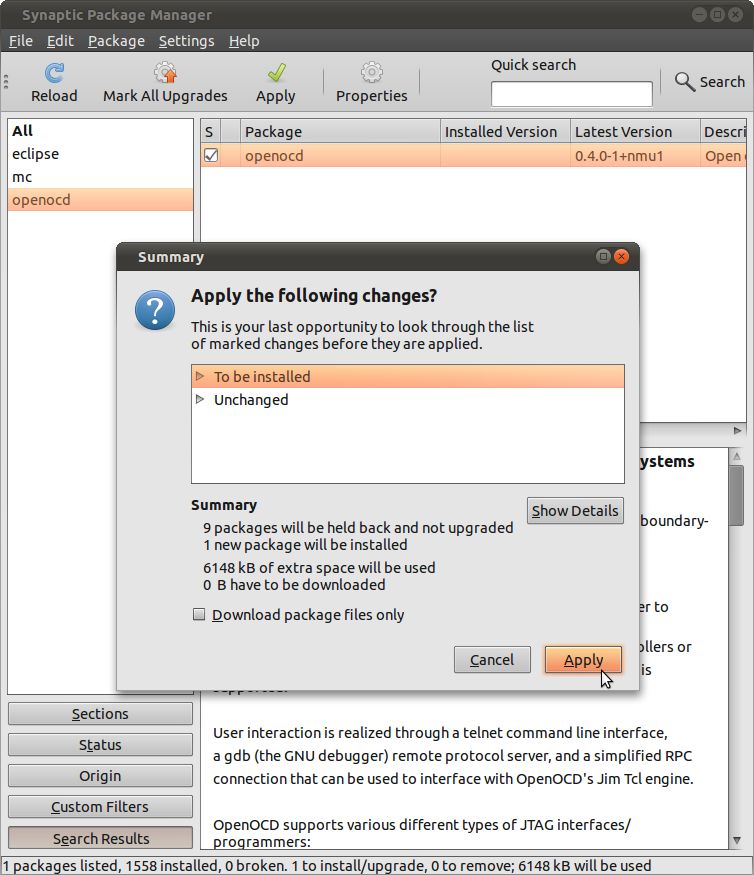 Synaptic Package Manager
File Edit Package Settings Help
Reload
Mark All Upgrades
Apply
Properties
Quick search
Search
All
eclipse
mc
openocd
S Package Installed Version Latest Version Descri
openocd 0.4.0-1+nmu1 Open
Summary
Apply the following changes?
This is your last opportunity to look through the list
of marked changes before they are applied.
To be installed
Unchanged
Summary
Show Details
9 packages will be held back and not upgraded
1 new package will be installed
6148 kB of extra space will be used
0 B have to be downloaded
Download package files only
Cancel
Apply
ystems
boundary-
er to
ollers or
is
User interaction is realized through a telnet command line interface,
a gdb (the GNU debugger) remote protocol server, and a simplified RPC
connection that can be used to interface with OpenOCD's Jim Tcl engine.
OpenOCD supports various different types of JTAG interfaces/
programmers:
Sections
Status
Origin
Custom Filters
Search Results
1 packages listed, 1558 installed, 0 broken. 1 to install/upgrade, 0 to remove; 6148 kB will be used